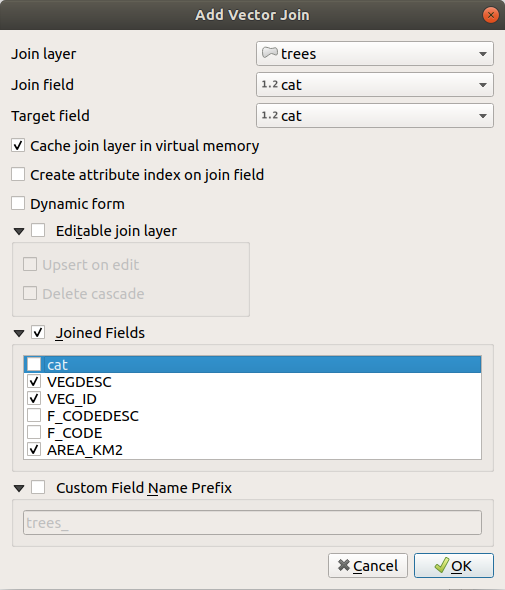 Add Vector Join
Join layer trees
Join field 1.2 cat
Target field 1.2 cat
Cache join layer in virtual memory
Create attribute index on join field
Dynamic form
Editable join layer
Upsert on edit
Delete cascade
Joined Fields
cat
VEGDESC
VEG_ID
F_CODEDESC
F_CODE
AREA_KM2
Custom Field Name Prefix
trees_
Cancel OK